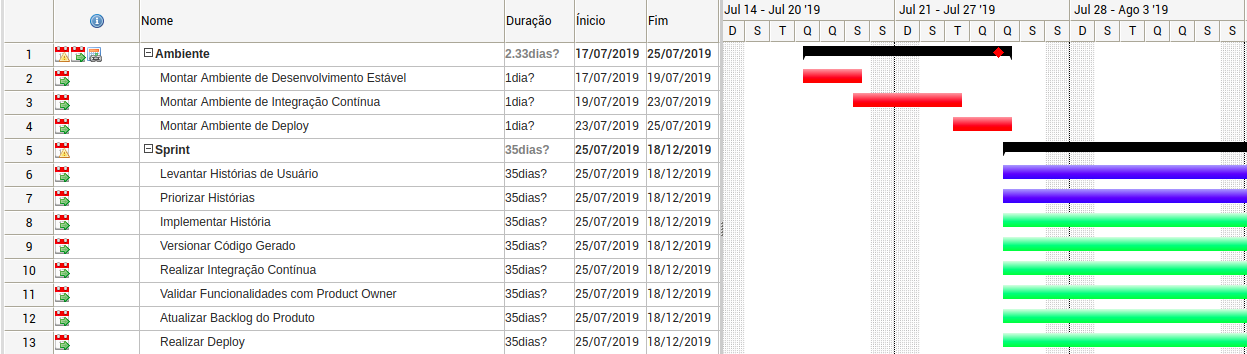 Nome Duração Ínicio Fim Jul 14 - Jul 20 '19 Jul 21 - Jul 27 '19 Jul 28 - Ago 3 '19
D S T Q Q S S D S T Q Q S S D S T Q Q S S
1 Ambiente 2.33dias? 17/07/2019 25/07/2019
2 Montar Ambiente de Desenvolvimento Estável 1dia? 17/07/2019 19/07/2019
3 Montar Ambiente de Integração Contínua 1dia? 19/07/2019 23/07/2019
4 Montar Ambiente de Deploy 1dia? 23/07/2019 25/07/2019
5 Sprint 35dias? 25/07/2019 18/12/2019
6 Levantar Histórias de Usuário 35dias? 25/07/2019 18/12/2019
7 Priorizar Histórias 35dias? 25/07/2019 18/12/2019
8 Implementar História 35dias? 25/07/2019 18/12/2019
9 Versionar Código Gerado 35dias? 25/07/2019 18/12/2019
10 Realizar Integração Contínua 35dias? 25/07/2019 18/12/2019
11 Validar Funcionalidades com Product Owner 35dias? 25/07/2019 18/12/2019
12 Atualizar Backlog do Produto 35dias? 25/07/2019 18/12/2019
13 Realizar Deploy 35dias? 25/07/2019 18/12/2019